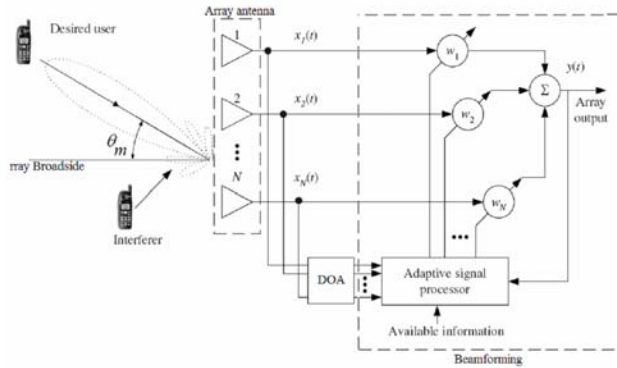 Array antenna
Desired user
1
x1(t)
w1
2
x2(t)
w2
y(t)
Σ
Array
output
θm
rray Broadside
N
xN(t)
wN
Interferer
DOA
Adaptive signal
processor
Available information
Beamforming